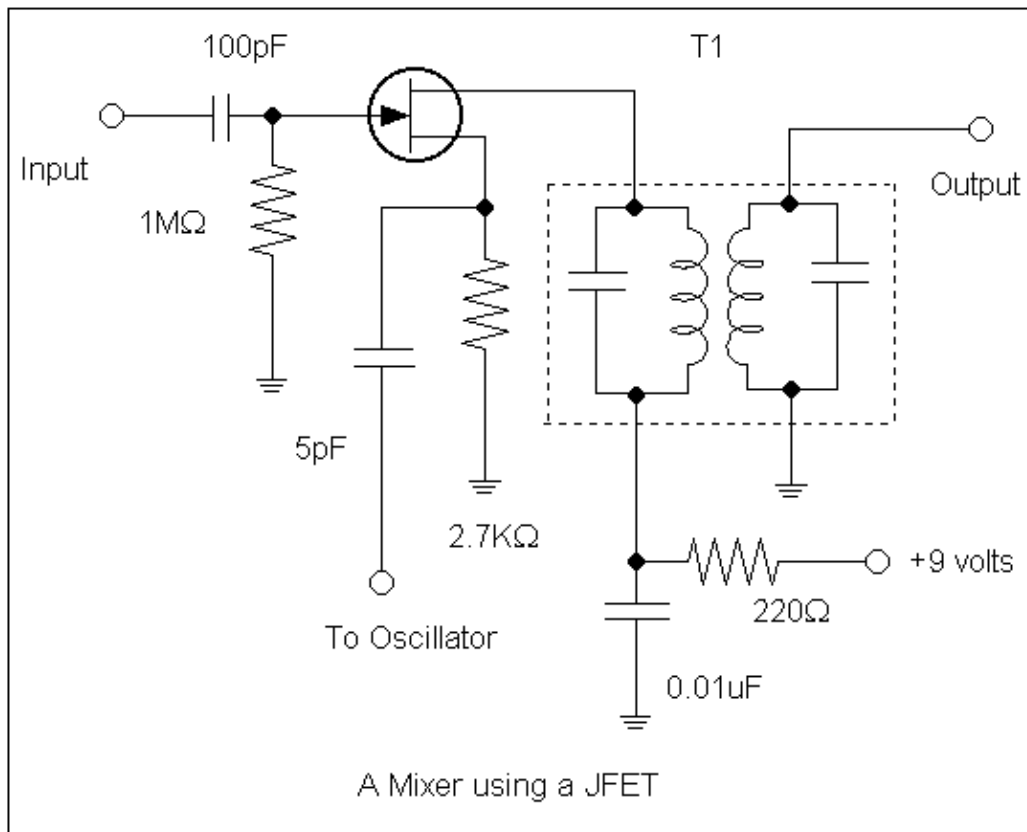 100pF
T1
Input
Output
1MΩ
5pF
2.7KΩ
+9 volts
220Ω
To Oscillator
0.01uF
A Mixer using a JFET